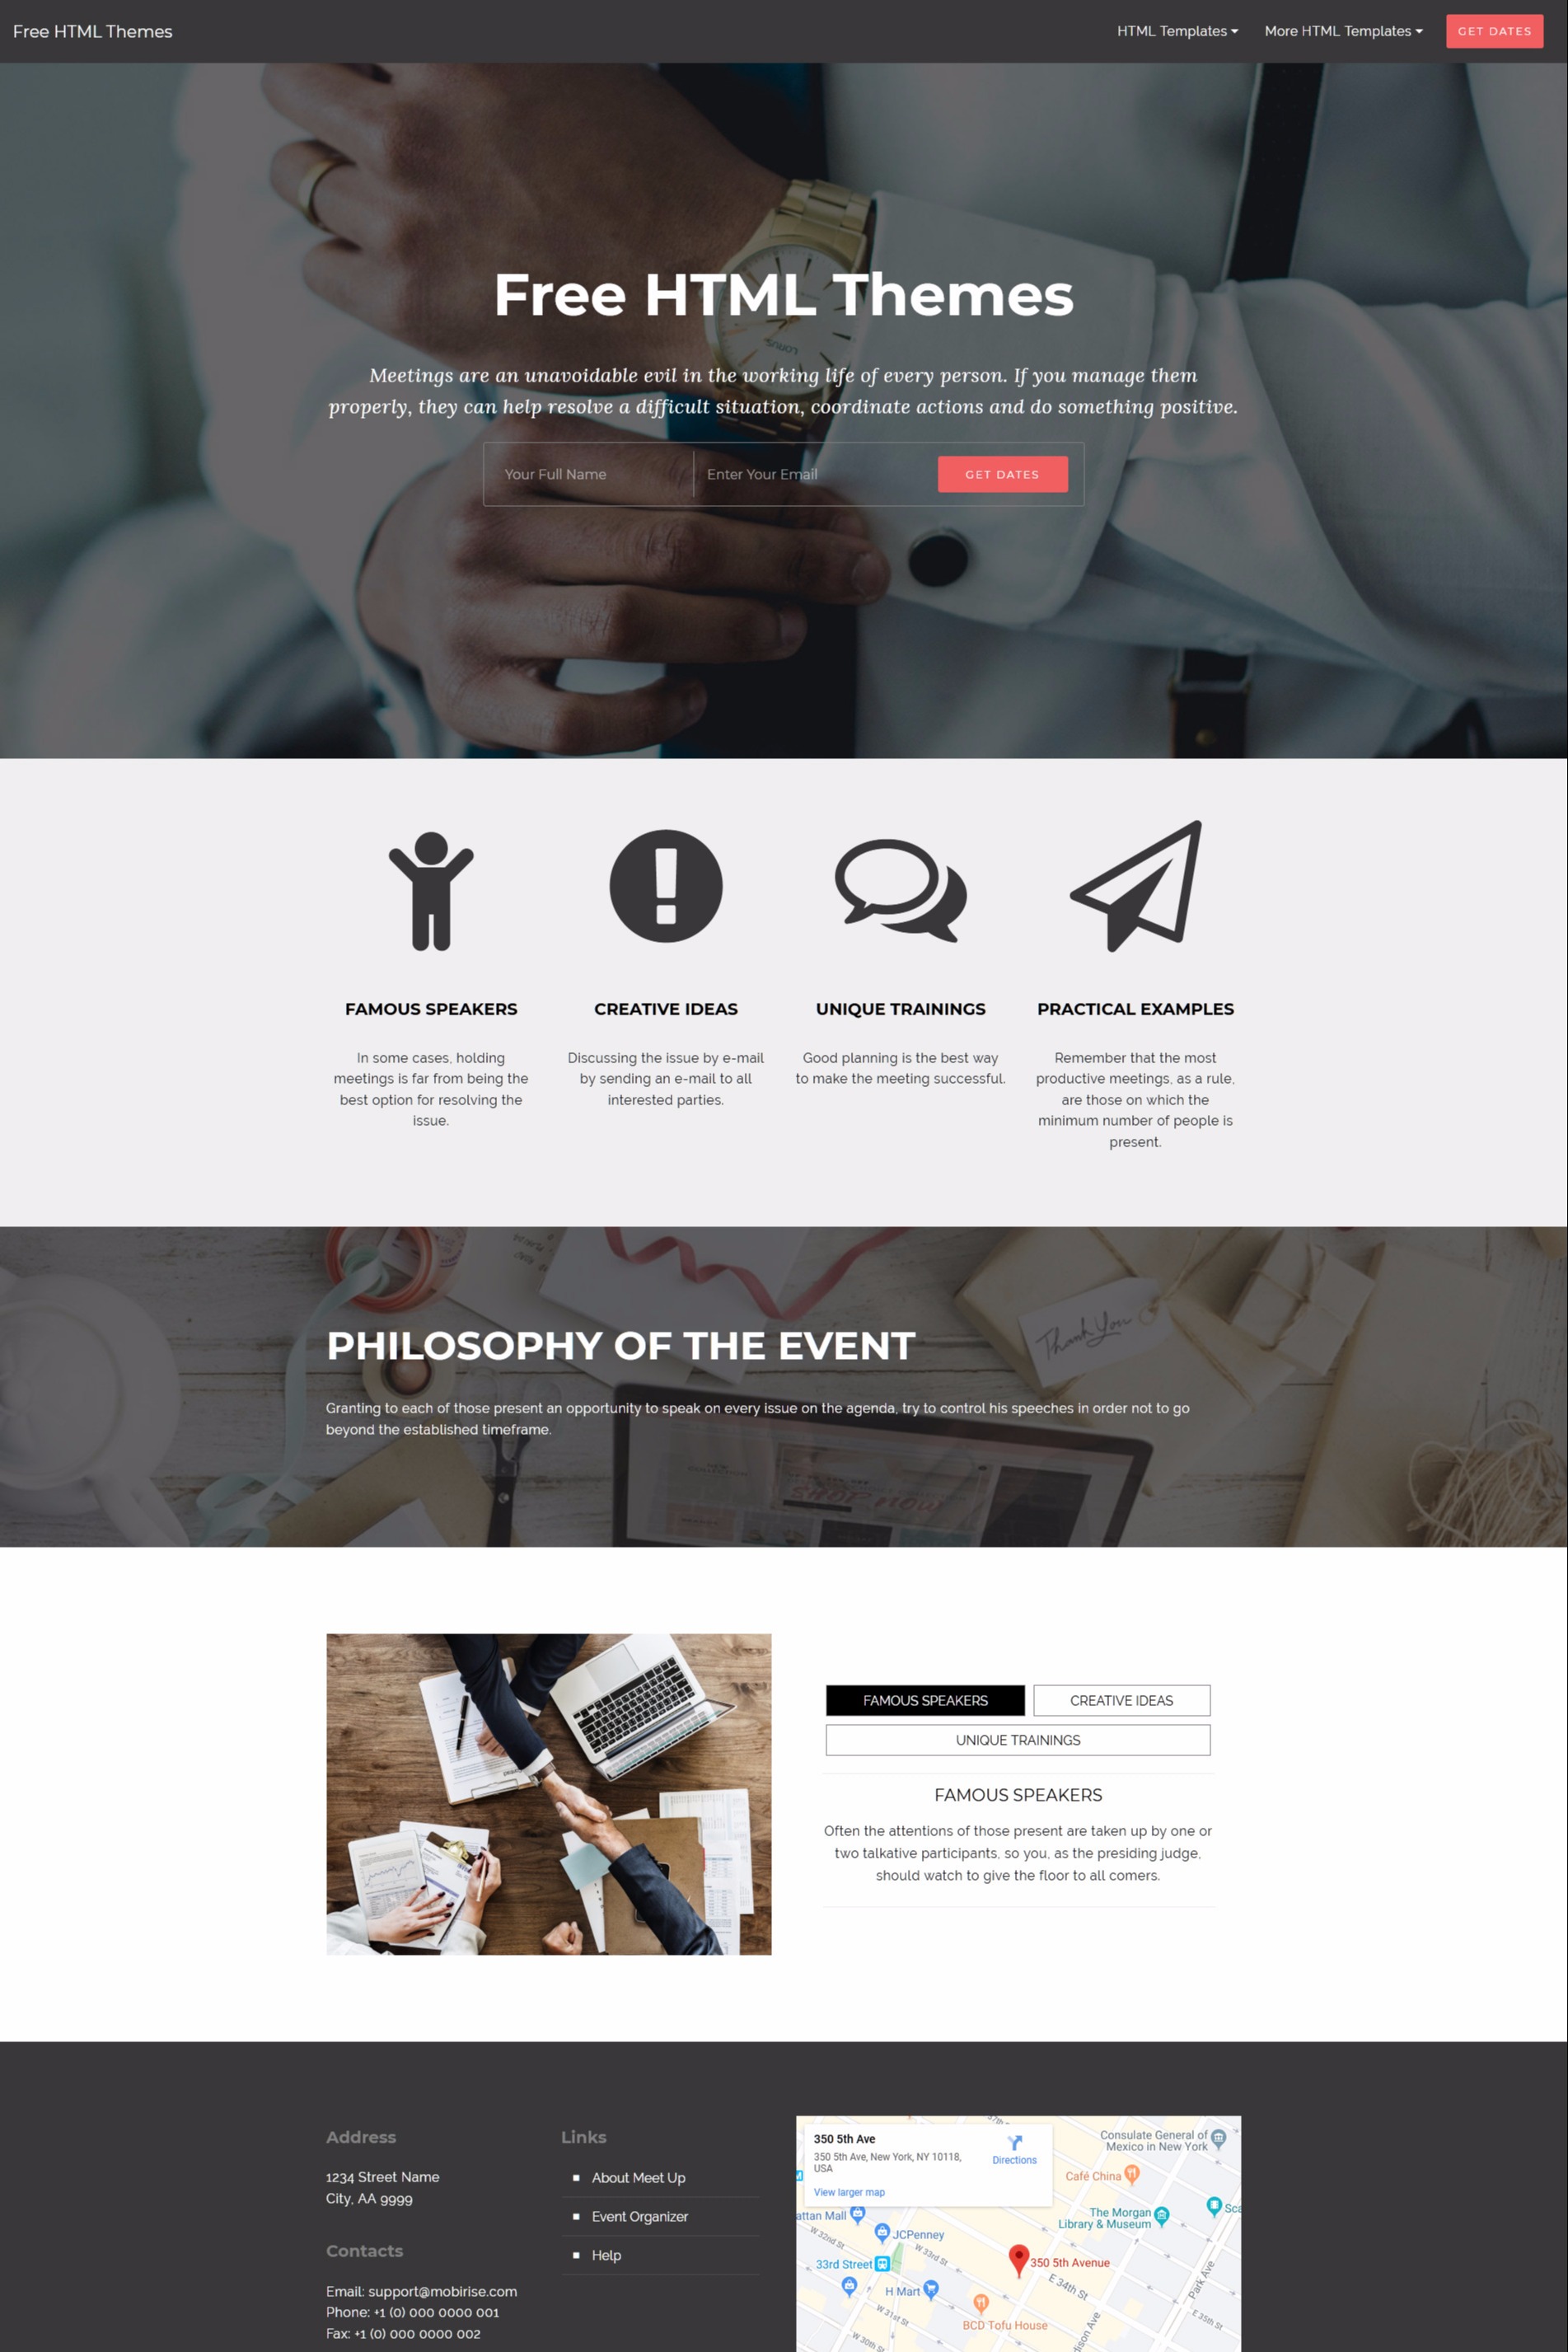 Free HTML Themes
HTML Templates
More HTML Templates
GET DATES
LORUS
Free HTML Themes
Meetings are an unavoidable evil in the working life of every person. If you manage them
properly, they can help resolve a difficult situation, coordinate actions and do something positive.
Your Full Name
Enter Your Email
GET DATES
FAMOUS SPEAKERS
In some cases, holding
meetings is far from being the
best option for resolving the
issue.
CREATIVE IDEAS
Discussing the issue by e-mail
by sending an e-mail to all
interested parties.
UNIQUE TRAININGS
Good planning is the best way
to make the meeting successful.
PRACTICAL EXAMPLES
Remember that the most
productive meetings, as a rule,
are those on which the
minimum number of people is
present.
Thank You
PHILOSOPHY OF THE EVENT
Granting to each of those present an opportunity to speak on every issue on the agenda, try to control his speeches in order not to go
beyond the established timeframe.
NEW
COLLECTION
SHOP NOW
FAMOUS SPEAKERS
CREATIVE IDEAS
UNIQUE TRAININGS
FAMOUS SPEAKERS
Often the attentions of those present are taken up by one or
two talkative participants, so you, as the presiding judge,
should watch to give the floor to all comers.
Address
1234 Street Name
City, AA 9999
Contacts
Email: support@mobirise.com
Phone: +1 (0) 000 0000 001
Fax: +1 (0) 000 0000 002
Links
About Meet Up
Event Organizer
Help
350 5th Ave
350 5th Ave, New York, NY 10118,
USA
Directions
View larger map
Consulate General of
Mexico in New York
Café China
The Morgan
Library & Museum
Sca
attan Mall
JCPenney
W 32nd St
W 33rd St
33rd Street
350 5th Avenue
H Mart
E 34th St
Park Ave
W 31st St
BCD Tofu House
E 35th St
W 30th St
dison Ave
37th